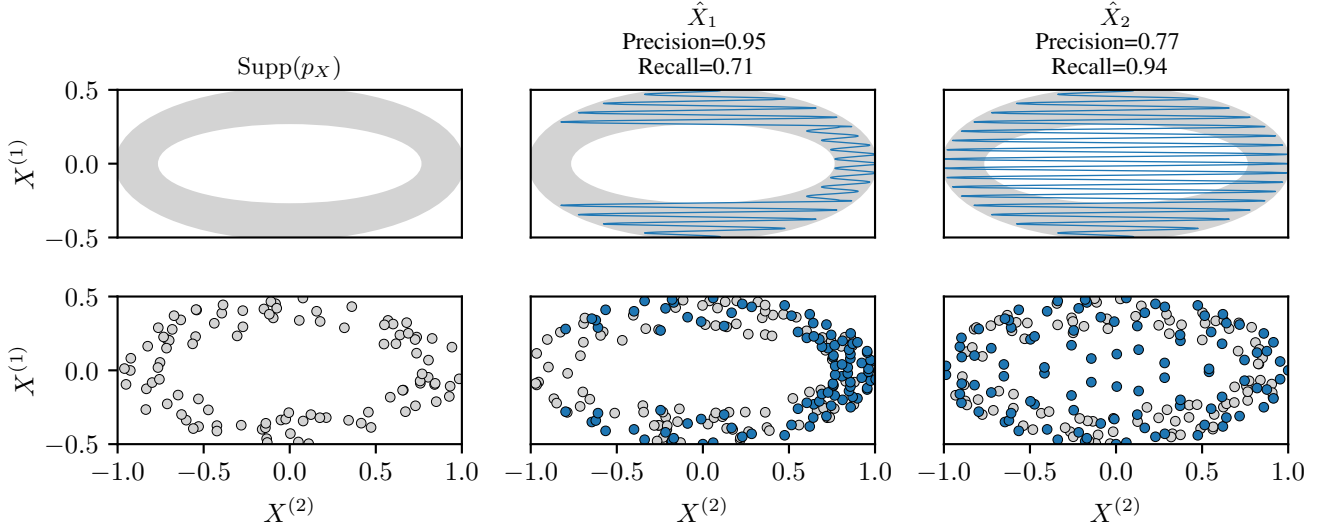 Supp(p_X)
X̂_1
Precision=0.95
Recall=0.71
X̂_2
Precision=0.77
Recall=0.94
X^{(1)}
0.5
0.0
−0.5
X^{(1)}
0.5
0.0
−0.5
−1.0 −0.5 0.0 0.5 1.0
−1.0 −0.5 0.0 0.5 1.0
−1.0 −0.5 0.0 0.5 1.0
X^{(2)}
X^{(2)}
X^{(2)}